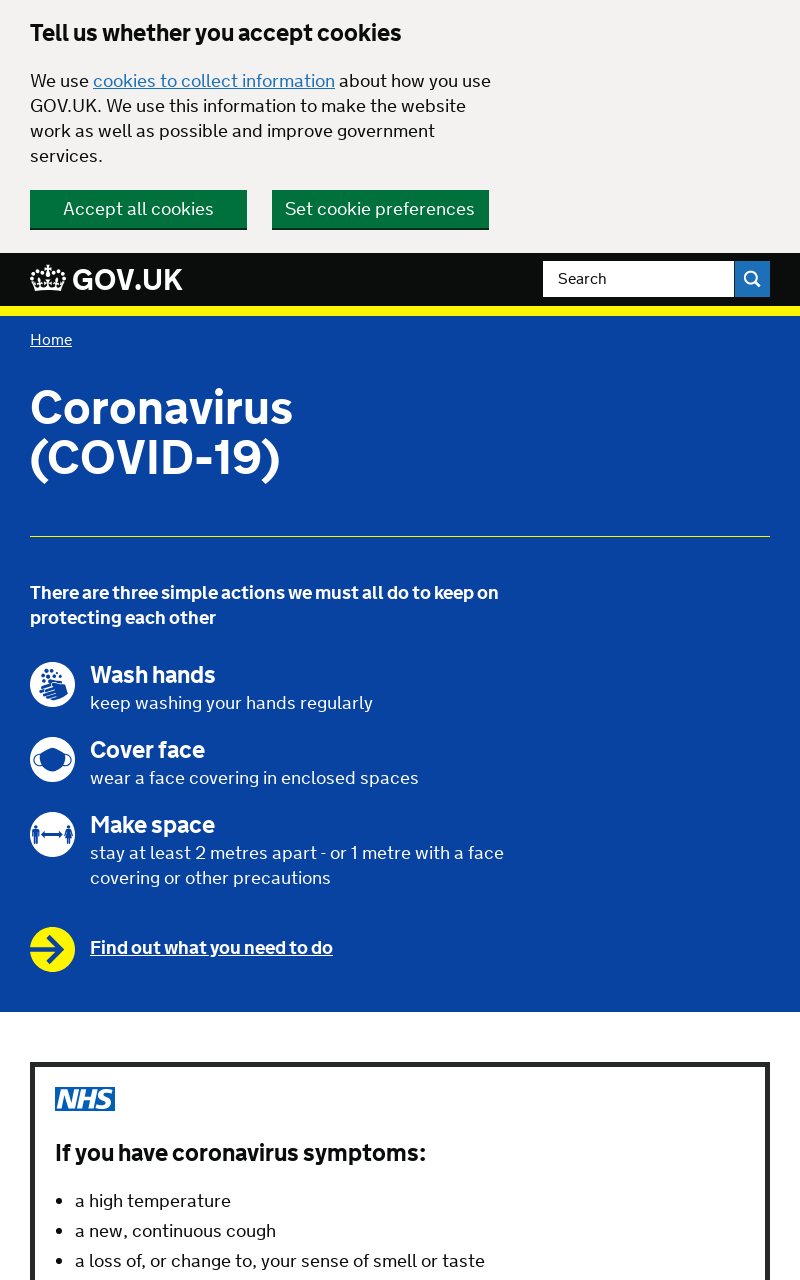 Tell us whether you accept cookies
We use cookies to collect information about how you use
GOV.UK. We use this information to make the website
work as well as possible and improve government
services.
Accept all cookies
Set cookie preferences
GOV.UK
Search
Home
Coronavirus
(COVID-19)
There are three simple actions we must all do to keep on
protecting each other
Wash hands
keep washing your hands regularly
Cover face
wear a face covering in enclosed spaces
Make space
stay at least 2 metres apart - or 1 metre with a face
covering or other precautions
Find out what you need to do
NHS
If you have coronavirus symptoms:
• a high temperature
• a new, continuous cough
• a loss of, or change to, your sense of smell or taste